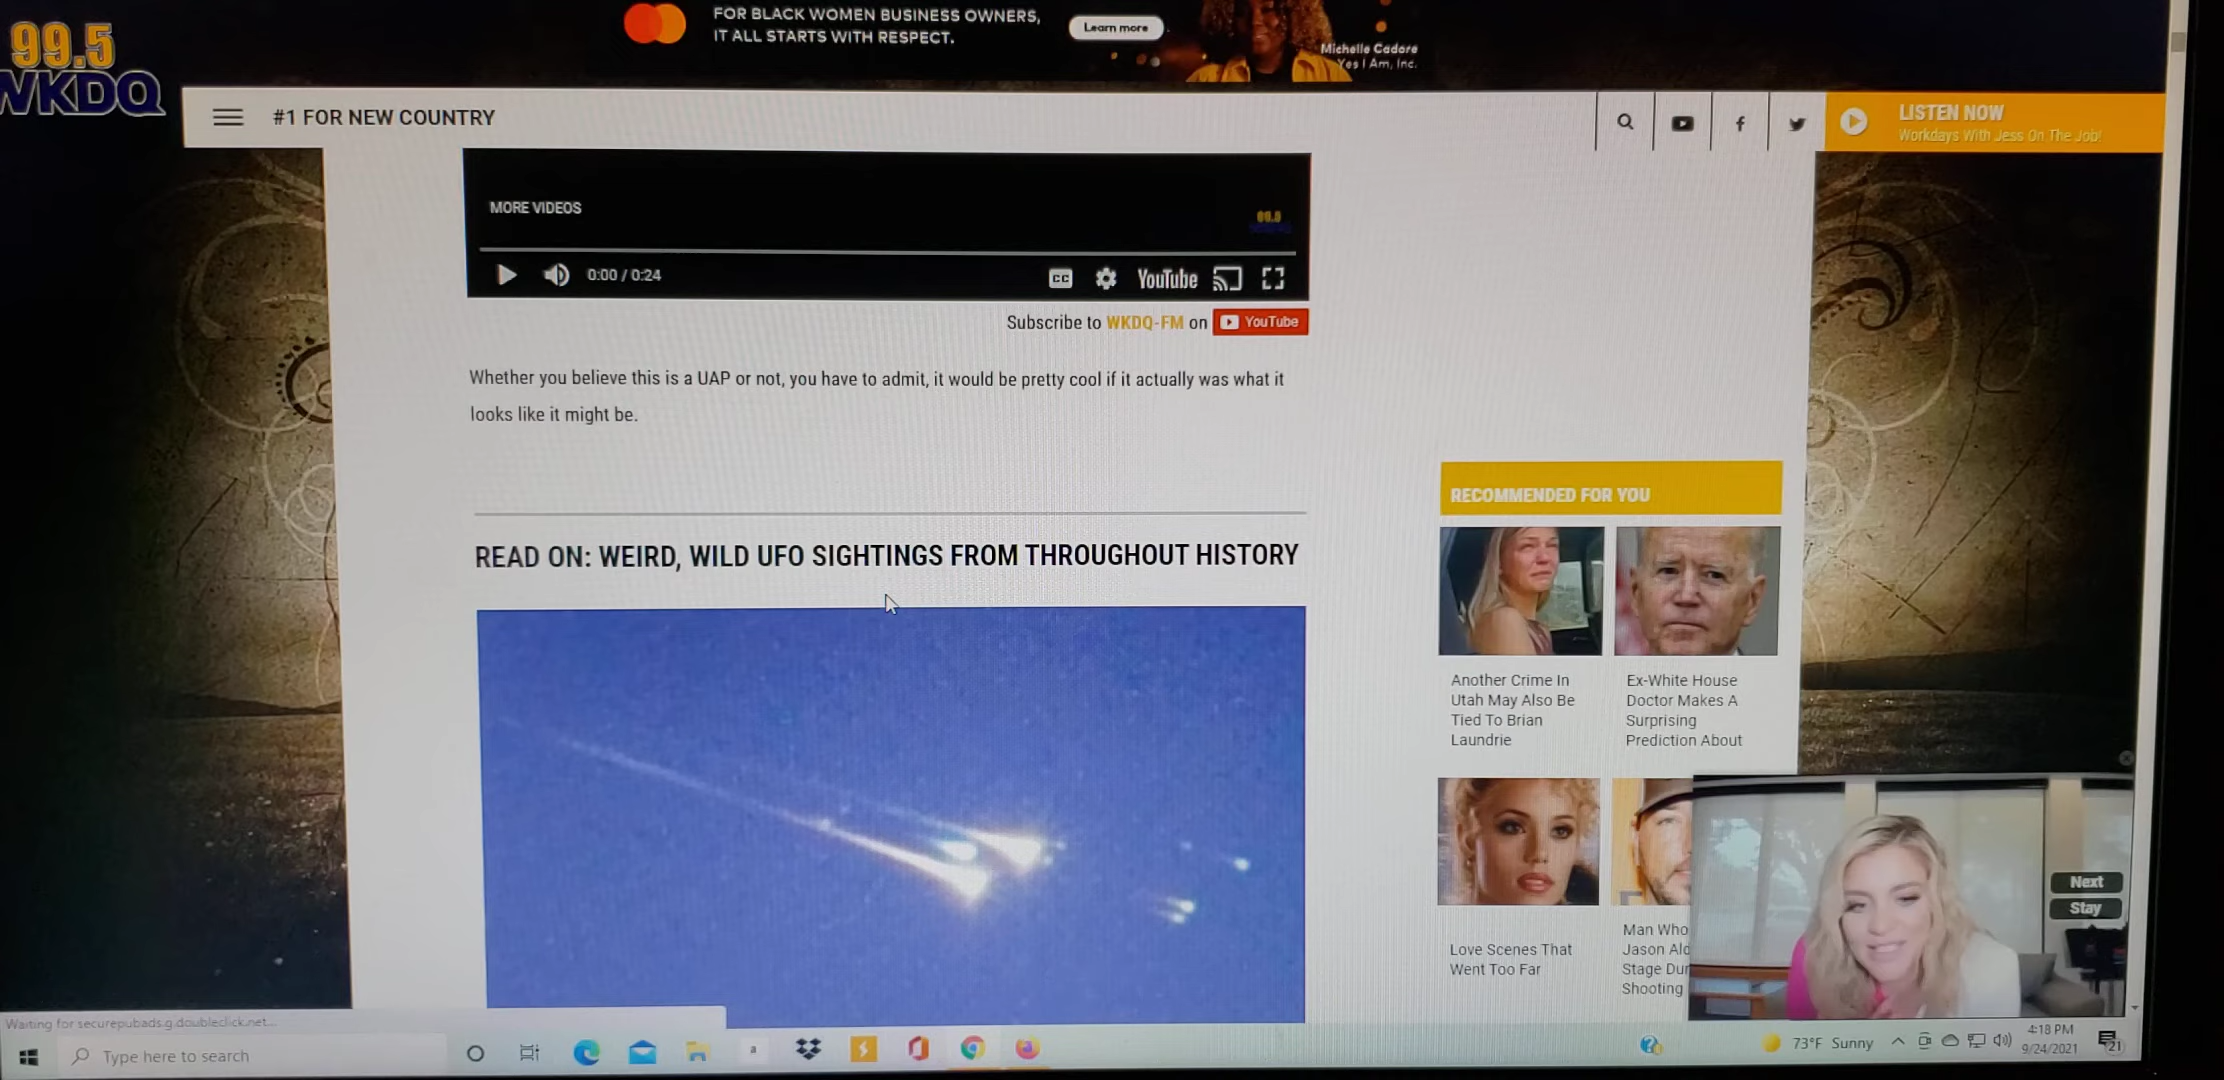 99.5
WKDQ
FOR BLACK WOMEN BUSINESS OWNERS,
IT ALL STARTS WITH RESPECT.
Learn more
Michelle Cadore
Yes I Am, Inc.
#1 FOR NEW COUNTRY
LISTEN NOW
Workdays With Jess On The Job!
MORE VIDEOS
99.5
0:00 / 0:24
CC
YouTube
Subscribe to WKDQ-FM on YouTube
Whether you believe this is a UAP or not, you have to admit, it would be pretty cool if it actually was what it
looks like it might be.
RECOMMENDED FOR YOU
READ ON: WEIRD, WILD UFO SIGHTINGS FROM THROUGHOUT HISTORY
Another Crime In
Utah May Also Be
Tied To Brian
Laundrie
Ex-White House
Doctor Makes A
Surprising
Prediction About
Love Scenes That
Went Too Far
Man Who
Jason Ald
Stage Dur
Shooting
Next
Stay
Waiting for securepubads.g.doubleclick.net...
Type here to search
a
73°F Sunny
4:18 PM
9/24/2021
21